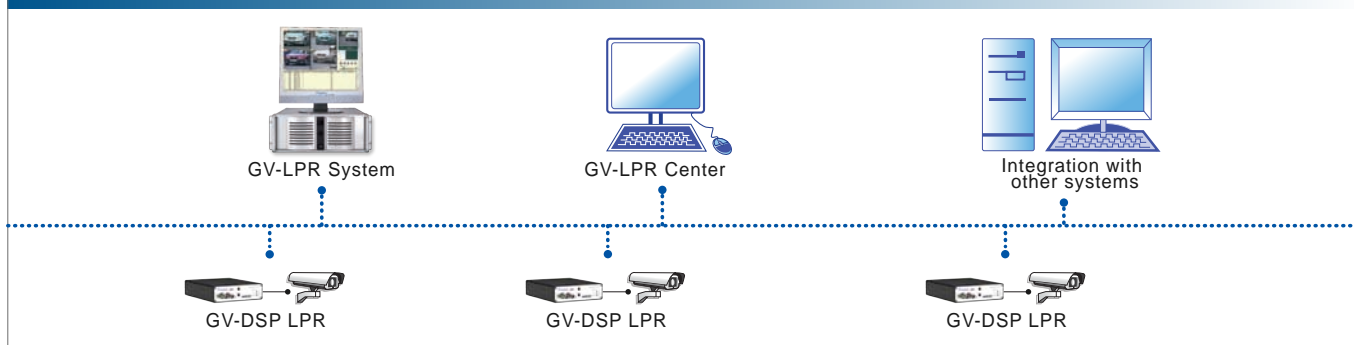 GV-LPR System
GV-LPR Center
Integration with
other systems
GV-DSP LPR
GV-DSP LPR
GV-DSP LPR